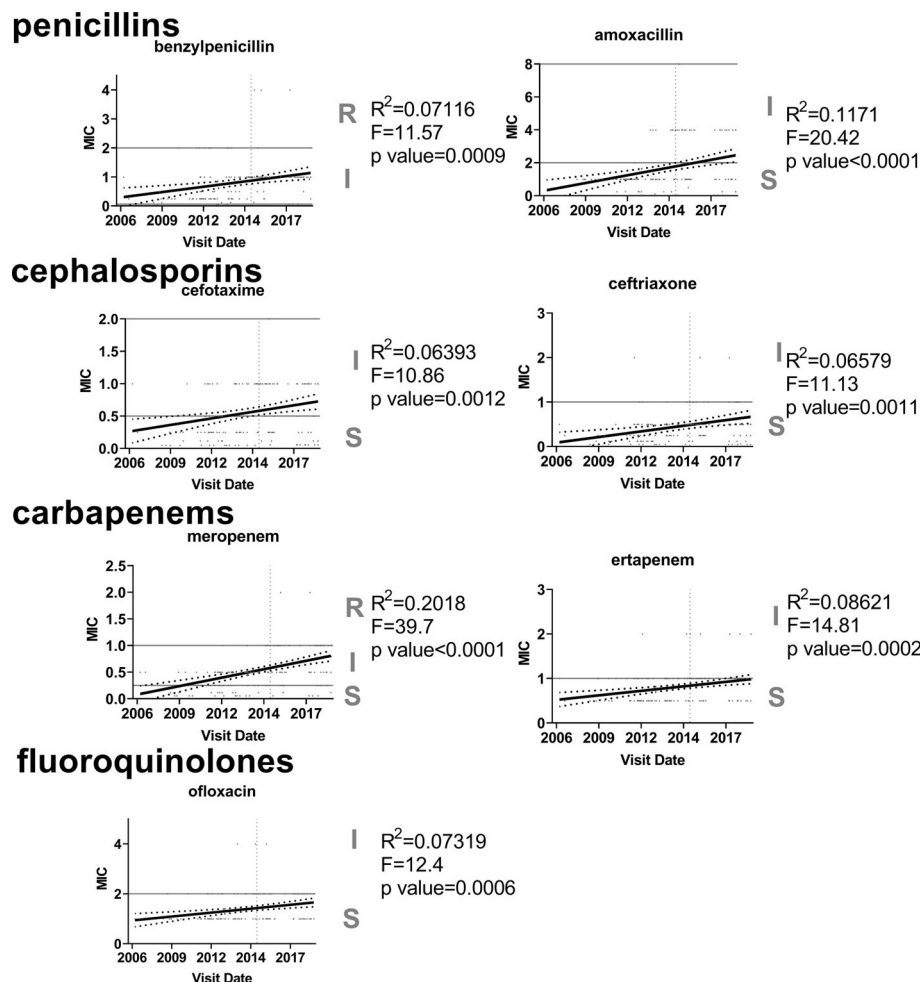 penicillins
benzylpenicillin
MIC
4
2
1
0
2006 2009 2012 2014 2017
Visit Date
R
I
R²=0.07116
F=11.57
p value=0.0009
amoxacillin
MIC
8
6
4
2
0
2006 2009 2012 2014 2017
Visit Date
I
S
R²=0.1171
F=20.42
p value<0.0001
cephalosporins
cefotaxime
MIC
2.0
1.5
1.0
0.5
0.0
2006 2009 2012 2014 2017
Visit Date
I
S
R²=0.06393
F=10.86
p value=0.0012
ceftriaxone
MIC
3
2
1
0
2006 2009 2012 2014 2017
Visit Date
I
S
R²=0.06579
F=11.13
p value=0.0011
carbapenems
meropenem
MIC
2.5
2.0
1.5
1.0
0.5
0.0
2006 2009 2012 2014 2017
Visit Date
R
I
S
R²=0.2018
F=39.7
p value<0.0001
ertapenem
MIC
3
2
1
0
2006 2009 2012 2014 2017
Visit Date
I
S
R²=0.08621
F=14.81
p value=0.0002
fluoroquinolones
ofloxacin
MIC
4
2
0
2006 2009 2012 2014 2017
Visit Date
I
S
R²=0.07319
F=12.4
p value=0.0006